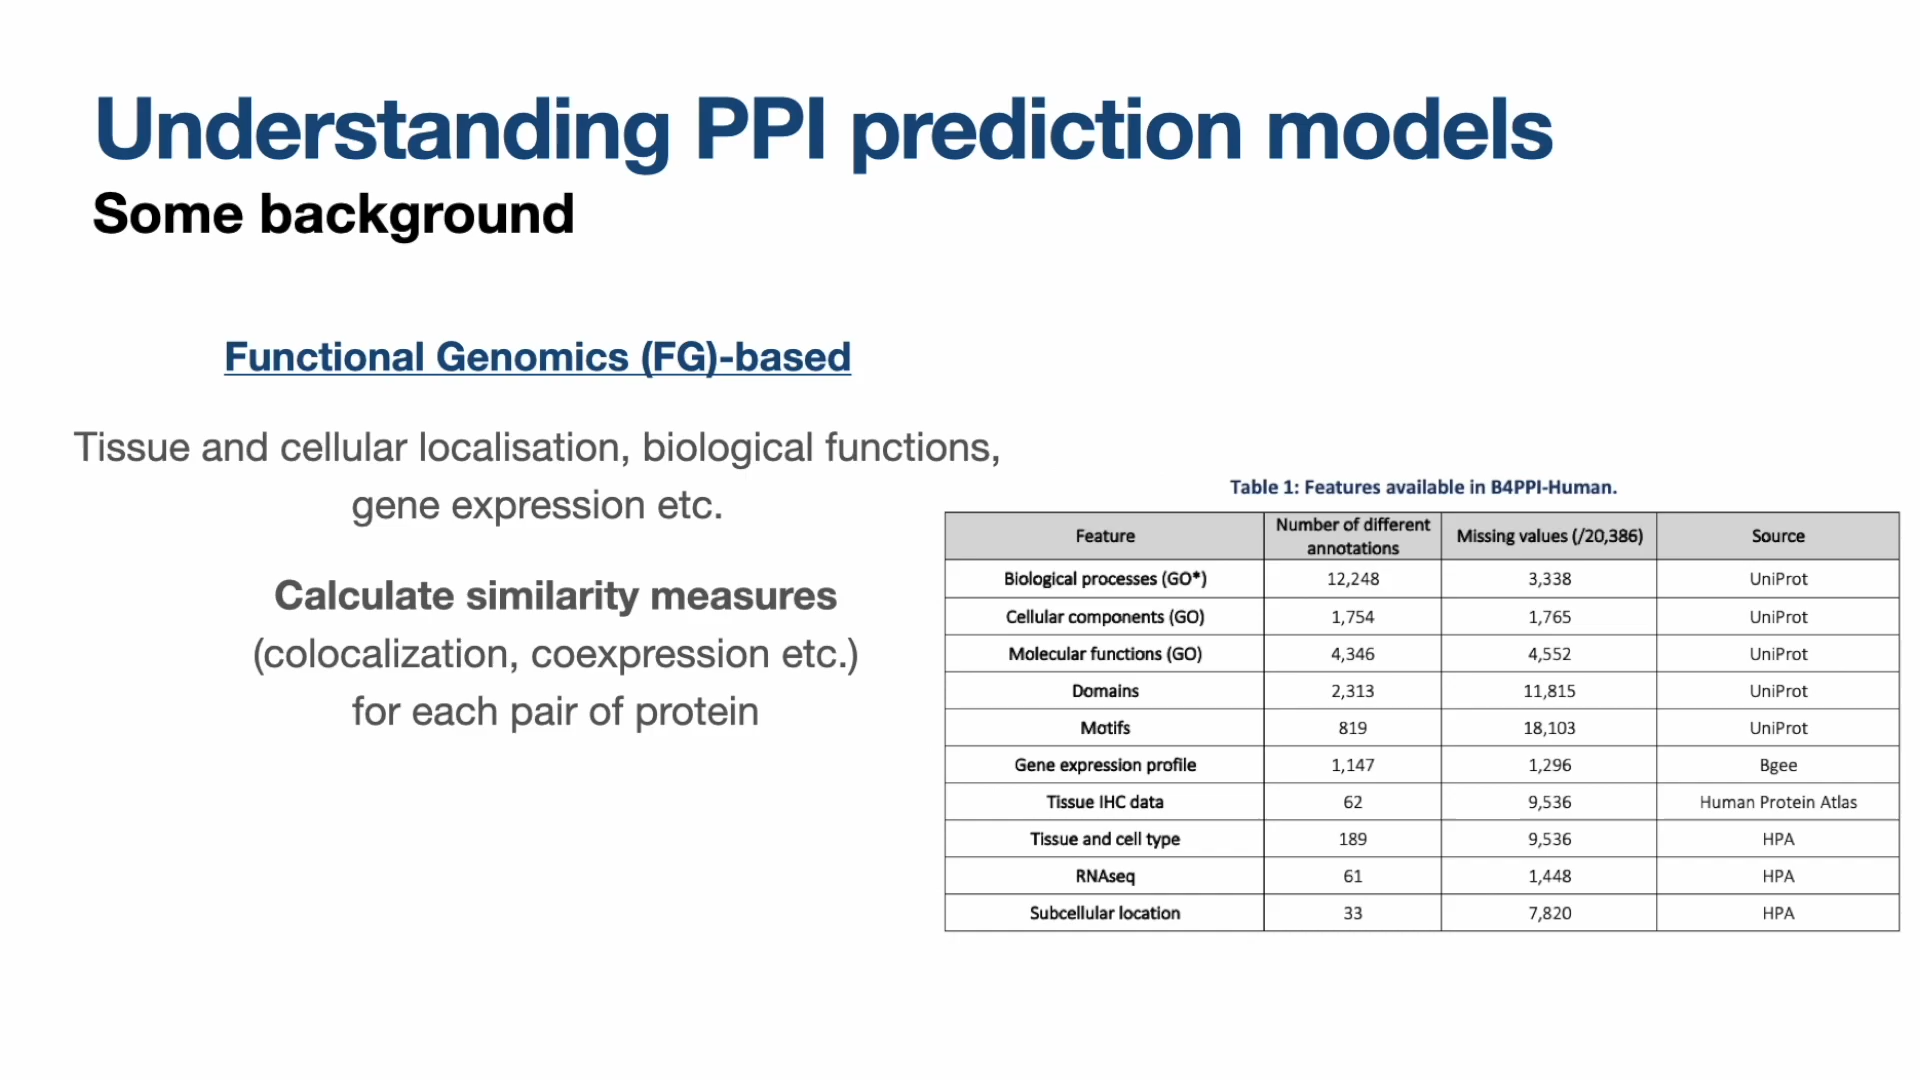 Understanding PPI prediction models
Some background
Functional Genomics (FG)-based
Tissue and cellular localisation, biological functions,
gene expression etc.
Calculate similarity measures
(colocalization, coexpression etc.)
for each pair of protein
Table 1: Features available in B4PPI-Human.
Feature Number of different annotations Missing values (/20,386) Source
Biological processes (GO*) 12,248 3,338 UniProt
Cellular components (GO) 1,754 1,765 UniProt
Molecular functions (GO) 4,346 4,552 UniProt
Domains 2,313 11,815 UniProt
Motifs 819 18,103 UniProt
Gene expression profile 1,147 1,296 Bgee
Tissue IHC data 62 9,536 Human Protein Atlas
Tissue and cell type 189 9,536 HPA
RNAseq 61 1,448 HPA
Subcellular location 33 7,820 HPA